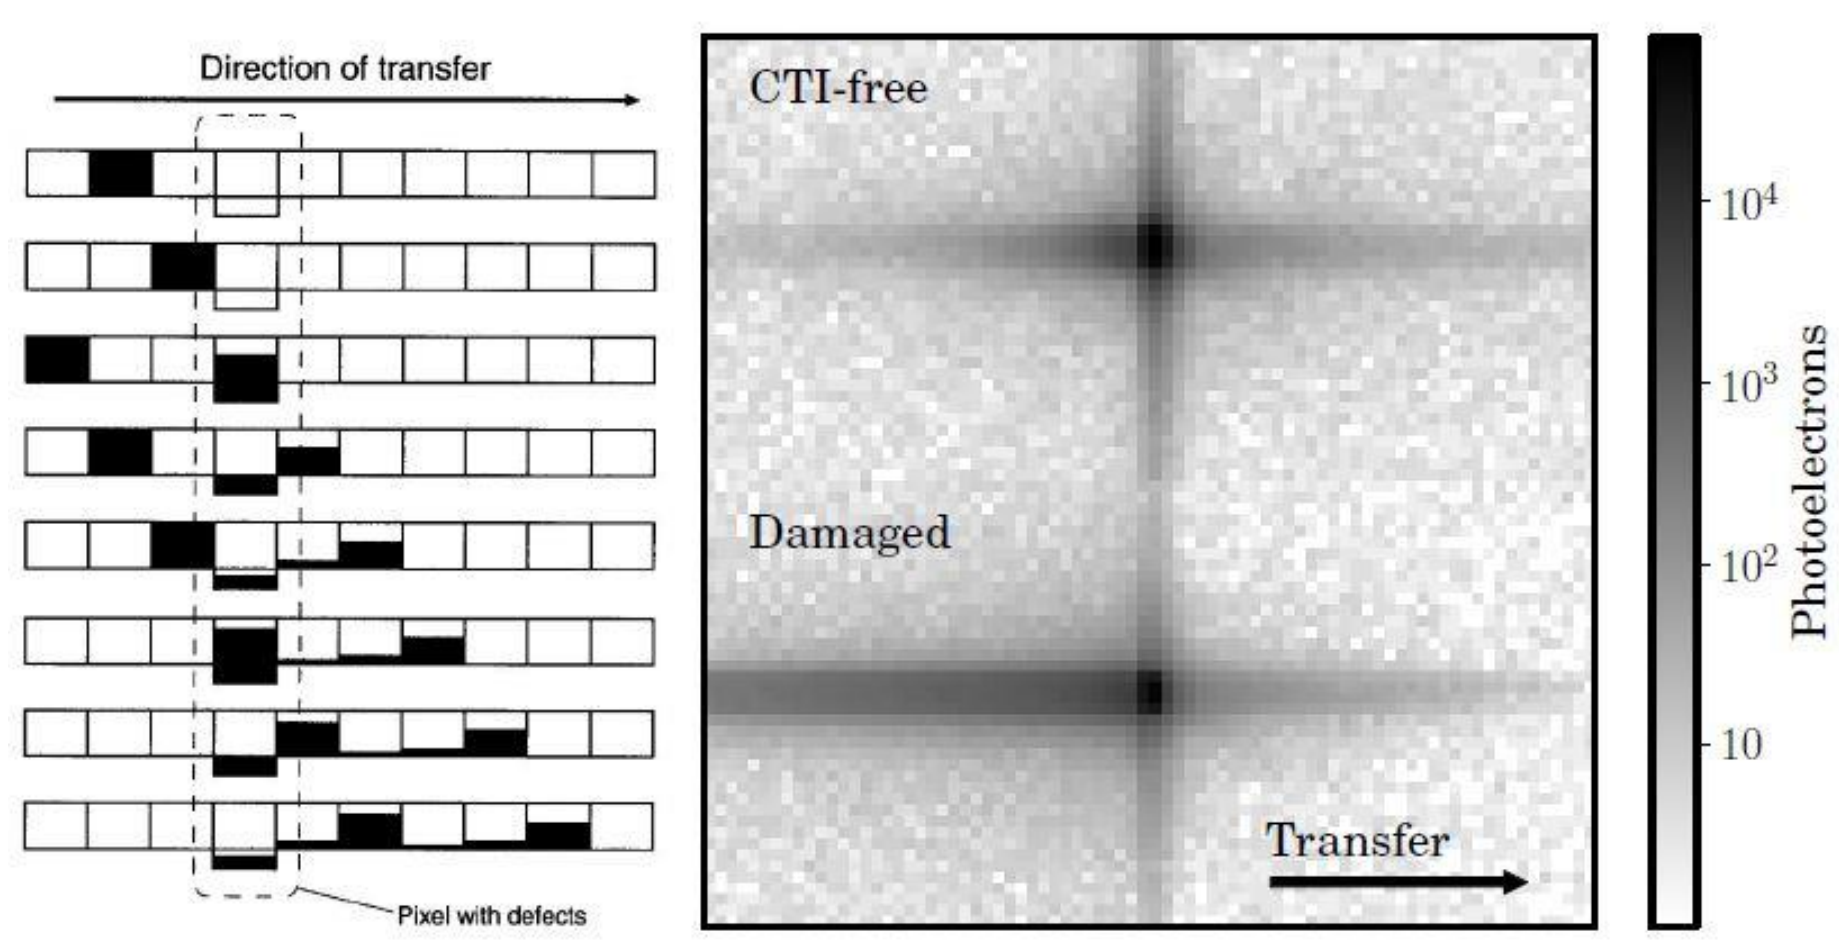 Direction of transfer
Pixel with defects
CTI-free
Damaged
Transfer
10⁴
10³
10²
10
Photoelectrons